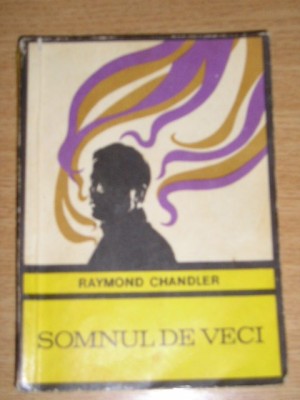 RAYMOND CHANDLER
SOMNUL DE VECI